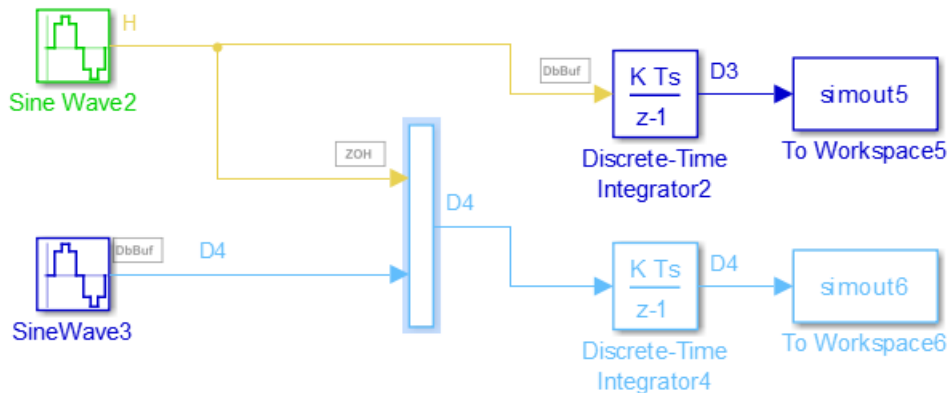 H
Sine Wave2
DbBuf
K Ts
z-1
D3
simout5
Discrete-Time
Integrator2
To Workspace5
ZOH
D4
DbBuf
D4
SineWave3
K Ts
z-1
D4
simout6
Discrete-Time
Integrator4
To Workspace6